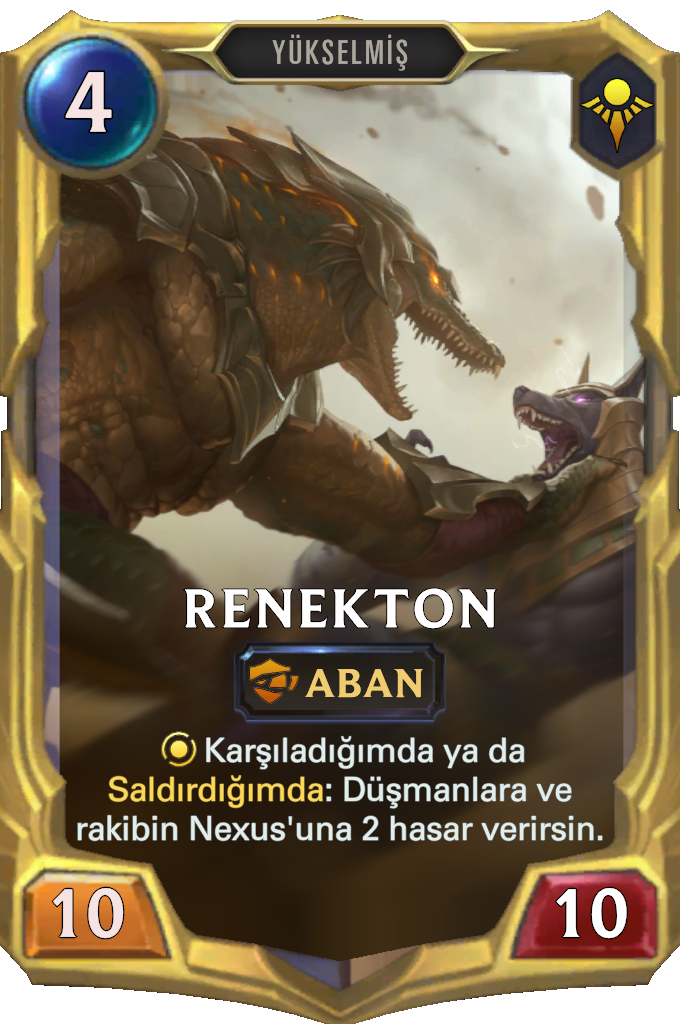 YÜKSELMİŞ
4
RENEKTON
ABAN
Karşıladığımda ya da
Saldırdığımda: Düşmanlara ve
rakibin Nexus'una 2 hasar verirsin.
10
10